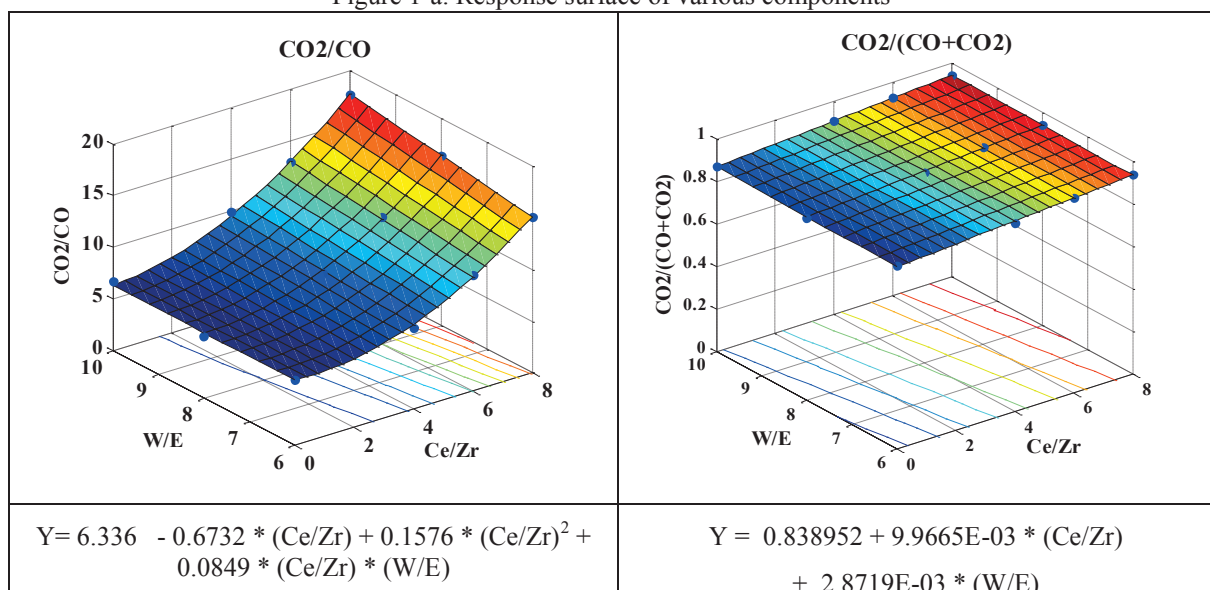 Figure 1-a: Response surface of various components
CO2/CO
20
15
10
5
0
CO2/CO
10
9
8
7
6
W/E
0
2
4
6
8
Ce/Zr
CO2/(CO+CO2)
1
0.8
0.6
0.4
0.2
0
CO2/(CO+CO2)
10
9
8
7
6
W/E
0
2
4
6
8
Ce/Zr
Y= 6.336 - 0.6732 * (Ce/Zr) + 0.1576 * (Ce/Zr)² +
0.0849 * (Ce/Zr) * (W/E)
Y = 0.838952 + 9.9665E-03 * (Ce/Zr)
+ 2.8719E-03 * (W/E)